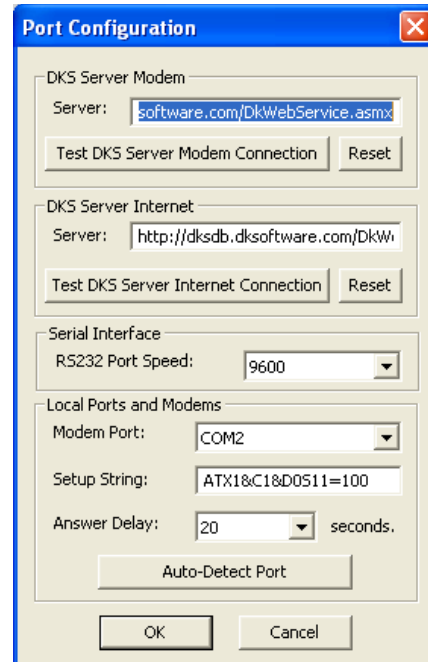 Port Configuration
DKS Server Modem
Server: software.com/DkWebService.asmx
Test DKS Server Modem Connection Reset
DKS Server Internet
Server: http://dksdb.dksoftware.com/DkW
Test DKS Server Internet Connection Reset
Serial Interface
RS232 Port Speed: 9600
Local Ports and Modems
Modem Port: COM2
Setup String: ATX1&C1&D0S11=100
Answer Delay: 20 seconds.
Auto-Detect Port
OK Cancel